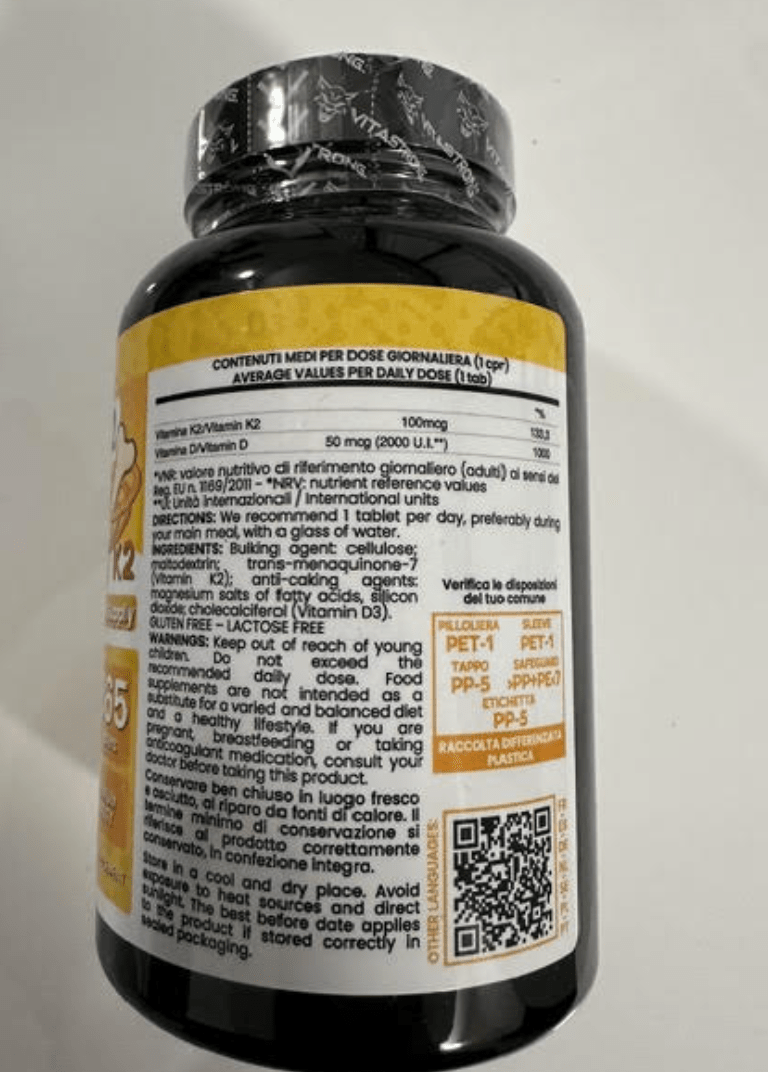 VITASTRONG
CONTENUTI MEDI PER DOSE GIORNALIERA (1 cpr)
AVERAGE VALUES PER DAILY DOSE (1 tab)
*%
Vitamina K2/Vitamin K2 100mcg 133,3
Vitamina D/Vitamin D 50 mcg (2000 U.I.**) 1000
*VNR: valore nutritivo di riferimento giornaliero (adulti) ai sensi del
Reg. EU n. 1169/2011 - *NRV: nutrient reference values
**UI: Unità Internazionali / International units
DIRECTIONS: We recommend 1 tablet per day, preferably during
your main meal, with a glass of water.
INGREDIENTS: Bulking agent: cellulose;
maltodextrin; trans-menaquinone-7
(Vitamin K2); anti-caking agents:
magnesium salts of fatty acids, silicon
dioxide; cholecalciferol (Vitamin D3).
GLUTEN FREE - LACTOSE FREE
WARNINGS: Keep out of reach of young
children. Do not exceed the
recommended daily dose. Food
supplements are not intended as a
substitute for a varied and balanced diet
and a healthy lifestyle. If you are
pregnant, breastfeeding or taking
anticoagulant medication, consult your
doctor before taking this product.
Conservare ben chiuso in luogo fresco
e asciutto, al riparo da fonti di calore. Il
termine minimo di conservazione si
riferisce al prodotto correttamente
conservato, in confezione integra.
Store in a cool and dry place. Avoid
exposure to heat sources and direct
sunlight. The best before date applies
to the product if stored correctly in
sealed packaging.
Verifica le disposizioni
del tuo comune
PILLOLIERA SLEEVE
PET-1 PET-1
TAPPO SAFEGUARD
PP-5 >PP+PE<7
ETICHETTA
PP-5
RACCOLTA DIFFERENZIATA
PLASTICA
OTHER LANGUAGES:
FR - ES - DE - NL - SE - PL - PT
K2
65